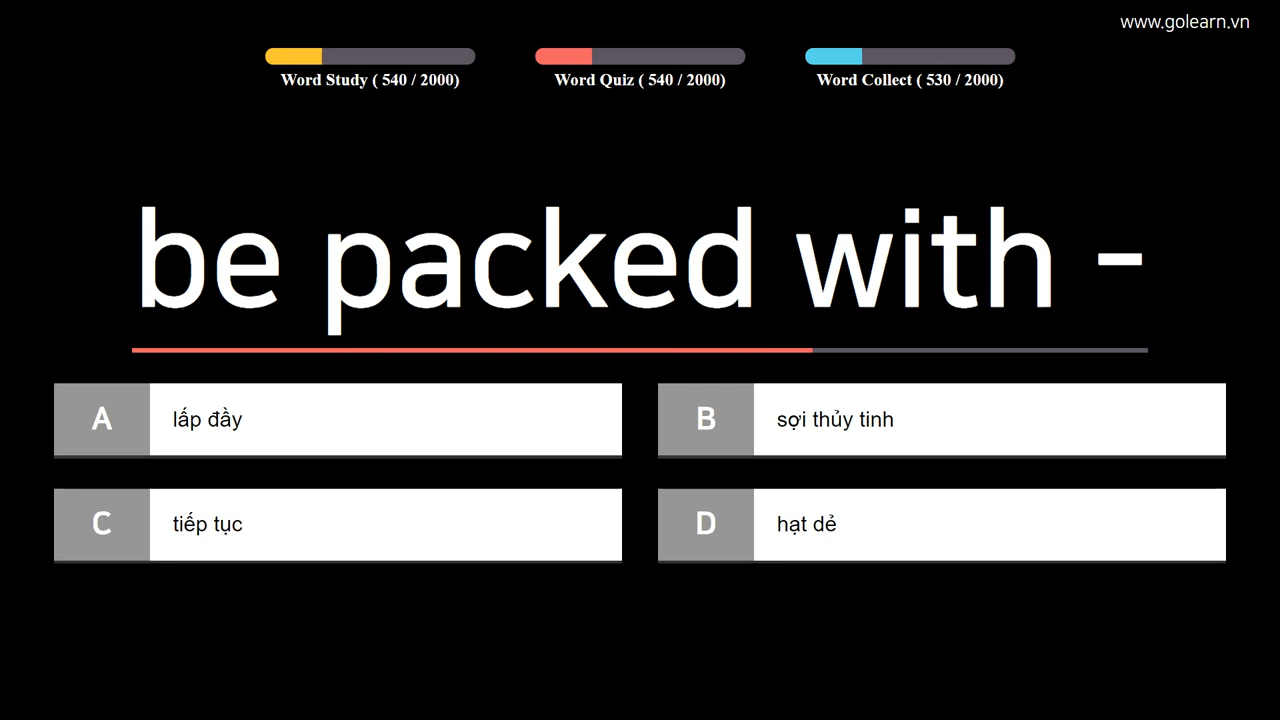 www.golearn.vn
Word Study ( 540 / 2000)
Word Quiz ( 540 / 2000)
Word Collect ( 530 / 2000)
be packed with -
A lấp đầy
B sợi thủy tinh
C tiếp tục
D hạt dẻ